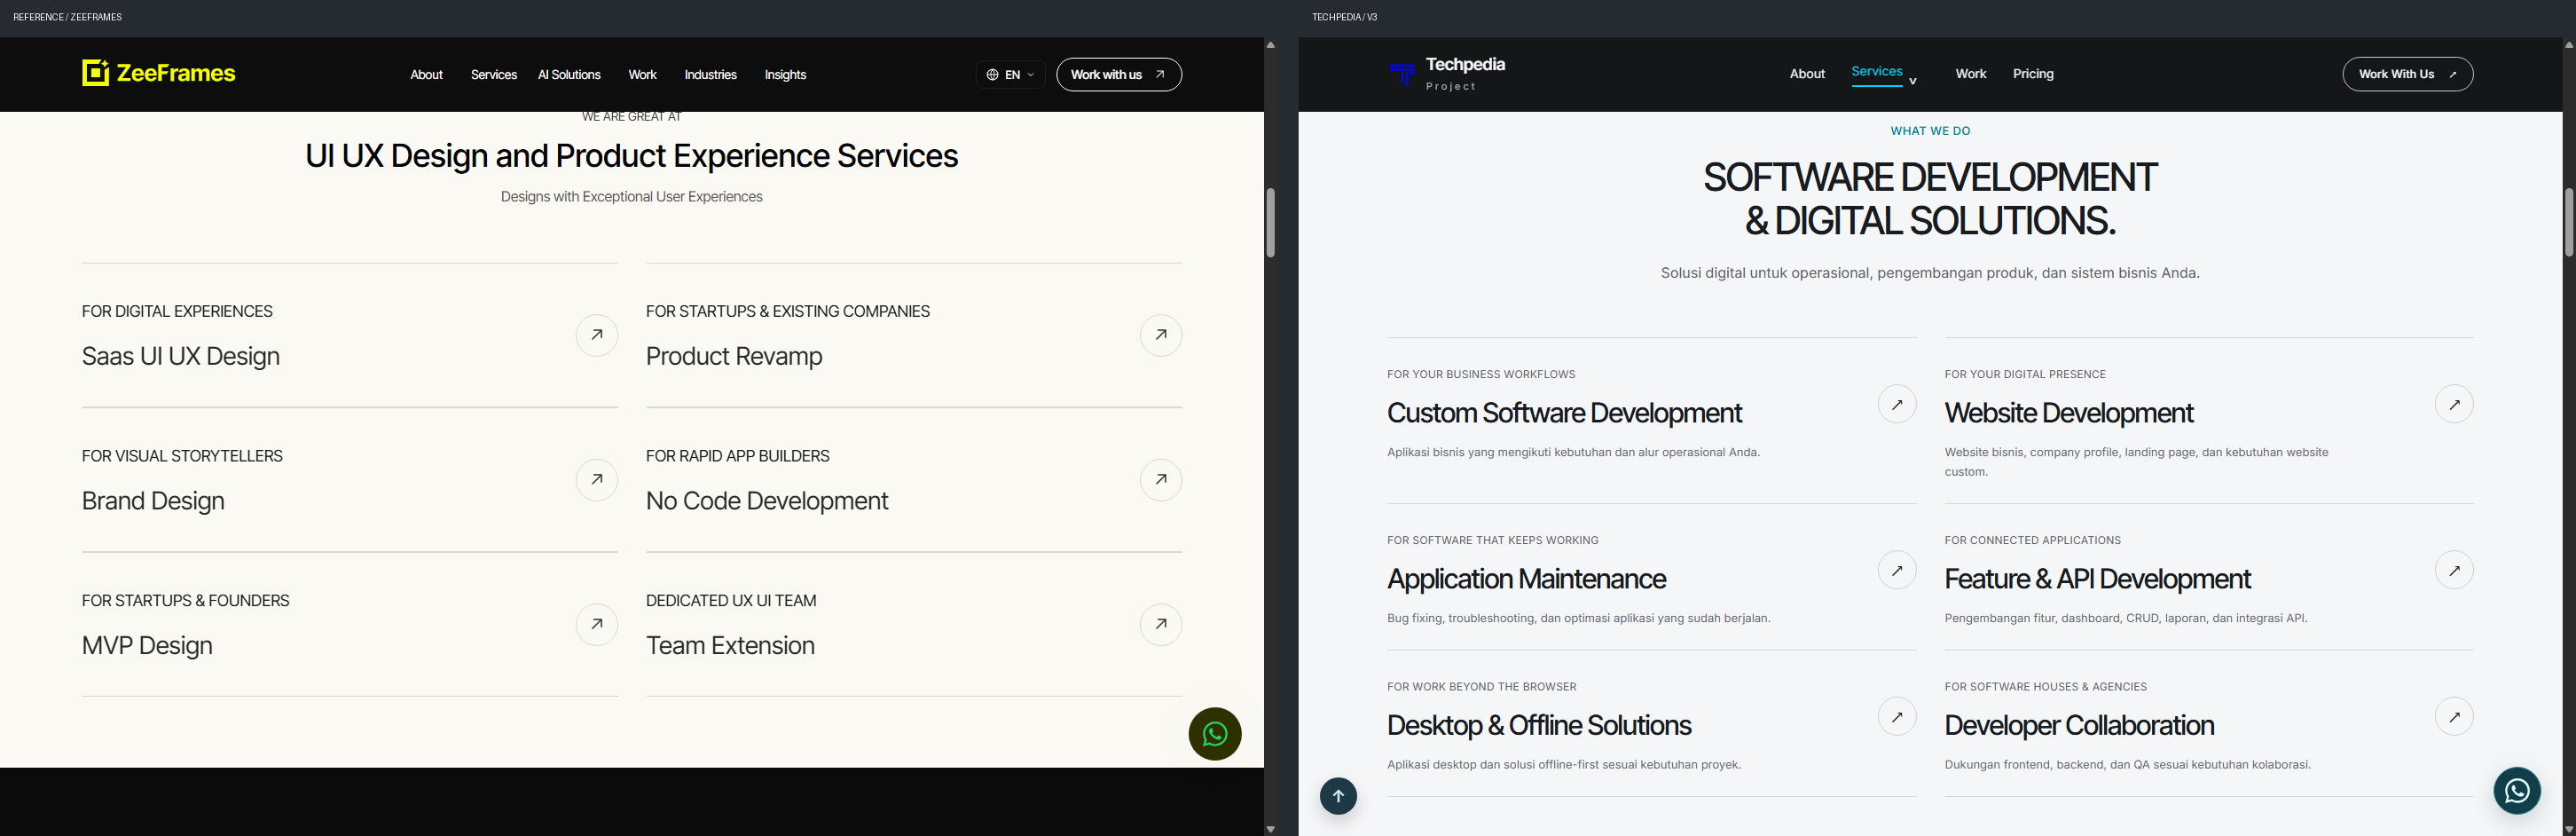 REFERENCE / ZEEFRAMES
ZeeFrames
About
Services
AI Solutions
Work
Industries
Insights
EN
Work with us
WE ARE GREAT AT
UI UX Design and Product Experience Services
Designs with Exceptional User Experiences
FOR DIGITAL EXPERIENCES
Saas UI UX Design
FOR STARTUPS & EXISTING COMPANIES
Product Revamp
FOR VISUAL STORYTELLERS
Brand Design
FOR RAPID APP BUILDERS
No Code Development
FOR STARTUPS & FOUNDERS
MVP Design
DEDICATED UX UI TEAM
Team Extension
TECHPEDIA / V3
Techpedia
Project
About
Services
Work
Pricing
Work With Us
WHAT WE DO
SOFTWARE DEVELOPMENT
& DIGITAL SOLUTIONS.
Solusi digital untuk operasional, pengembangan produk, dan sistem bisnis Anda.
FOR YOUR BUSINESS WORKFLOWS
Custom Software Development
Aplikasi bisnis yang mengikuti kebutuhan dan alur operasional Anda.
FOR YOUR DIGITAL PRESENCE
Website Development
Website bisnis, company profile, landing page, dan kebutuhan website
custom.
FOR SOFTWARE THAT KEEPS WORKING
Application Maintenance
Bug fixing, troubleshooting, dan optimasi aplikasi yang sudah berjalan.
FOR CONNECTED APPLICATIONS
Feature & API Development
Pengembangan fitur, dashboard, CRUD, laporan, dan integrasi API.
FOR WORK BEYOND THE BROWSER
Desktop & Offline Solutions
Aplikasi desktop dan solusi offline-first sesuai kebutuhan proyek.
FOR SOFTWARE HOUSES & AGENCIES
Developer Collaboration
Dukungan frontend, backend, dan QA sesuai kebutuhan kolaborasi.